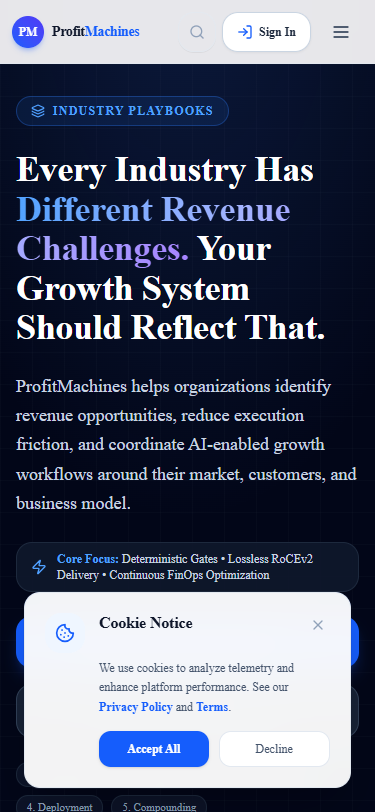 PM ProfitMachines Sign In
INDUSTRY PLAYBOOKS
Every Industry Has
Different Revenue
Challenges. Your
Growth System
Should Reflect That.
ProfitMachines helps organizations identify
revenue opportunities, reduce execution
friction, and coordinate AI-enabled growth
workflows around their market, customers, and
business model.
Core Focus: Deterministic Gates • Lossless RoCEv2
Delivery • Continuous FinOps Optimization
Cookie Notice
We use cookies to analyze telemetry and
enhance platform performance. See our
Privacy Policy and Terms.
Accept All Decline
4. Deployment 5. Compounding